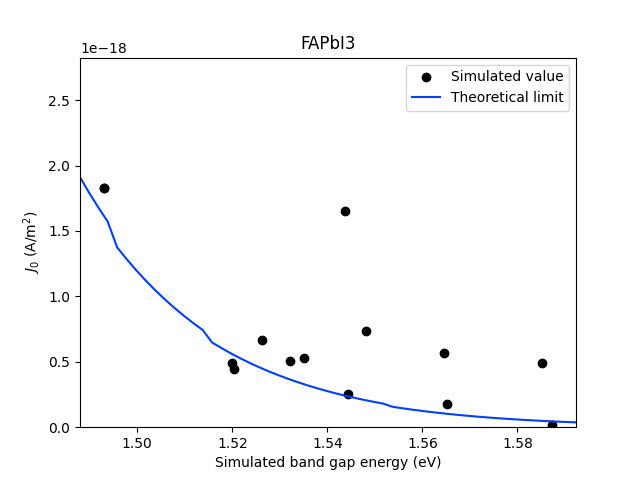 FAPbI3
1e−18
Simulated value
Theoretical limit
2.5
2.0
1.5
1.0
0.5
0.0
J₀ (A/m²)
1.50 1.52 1.54 1.56 1.58
Simulated band gap energy (eV)